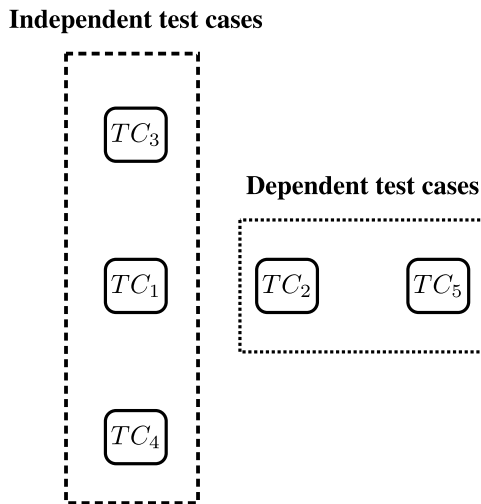 Independent test cases
TC₃
Dependent test cases
TC₁
TC₂
TC₅
TC₄